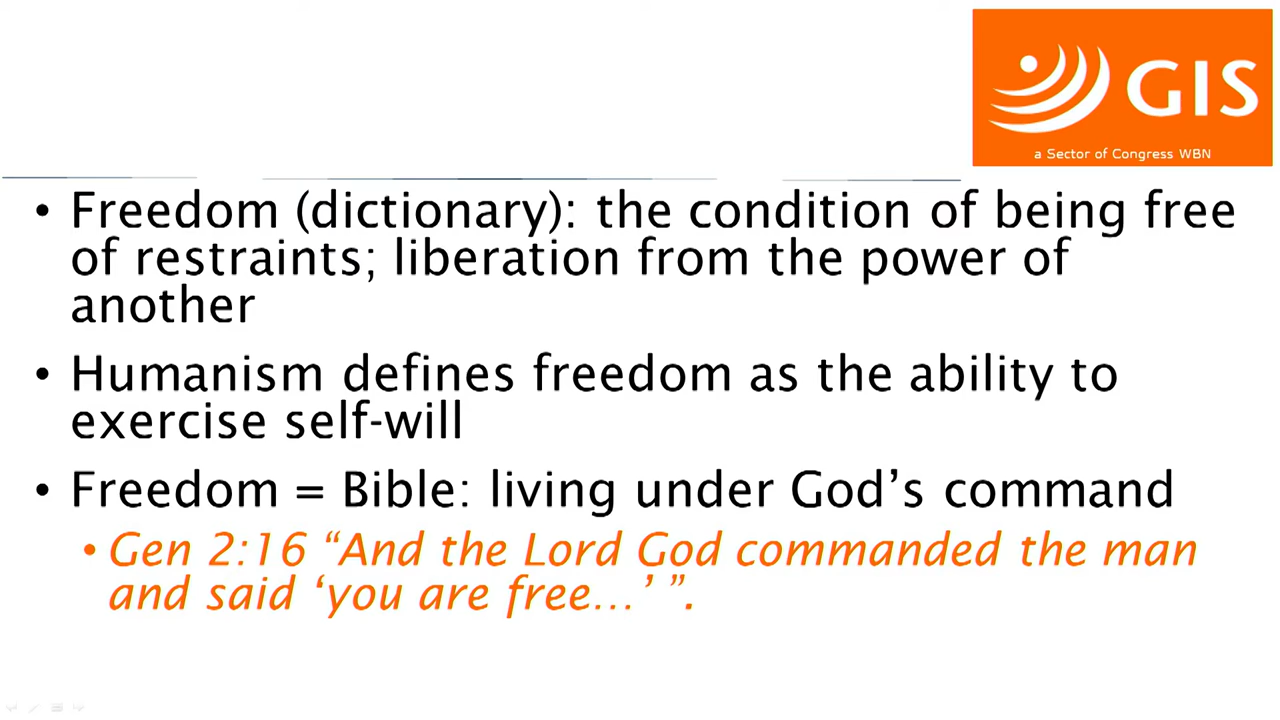 GIS
a Sector of Congress WBN
• Freedom (dictionary): the condition of being free
of restraints; liberation from the power of
another
• Humanism defines freedom as the ability to
exercise self-will
• Freedom = Bible: living under God’s command
• Gen 2:16 “And the Lord God commanded the man
and said ‘you are free…’ ”.